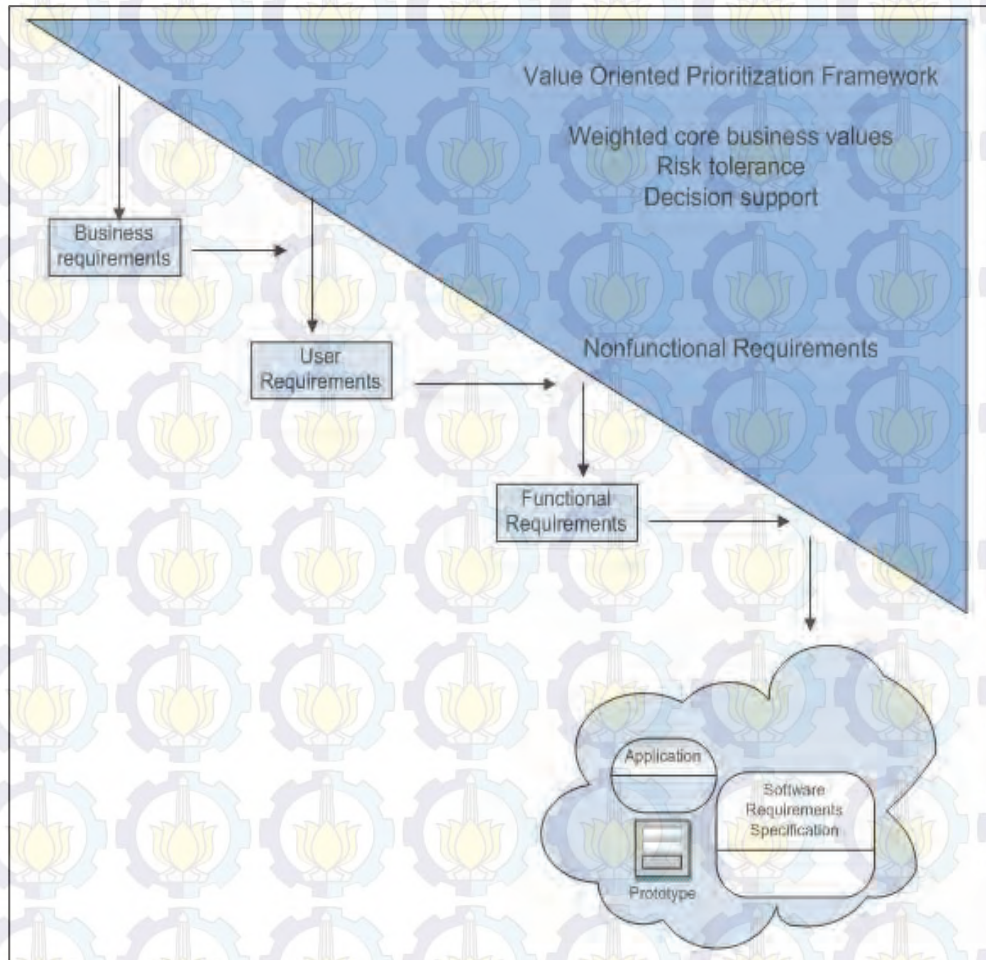 Value Oriented Prioritization Framework
Weighted core business values
Risk tolerance
Decision support
Business
requirements
User
Requirements
Nonfunctional Requirements
Functional
Requirements
Application
Software
Requirements
Specification
Prototype